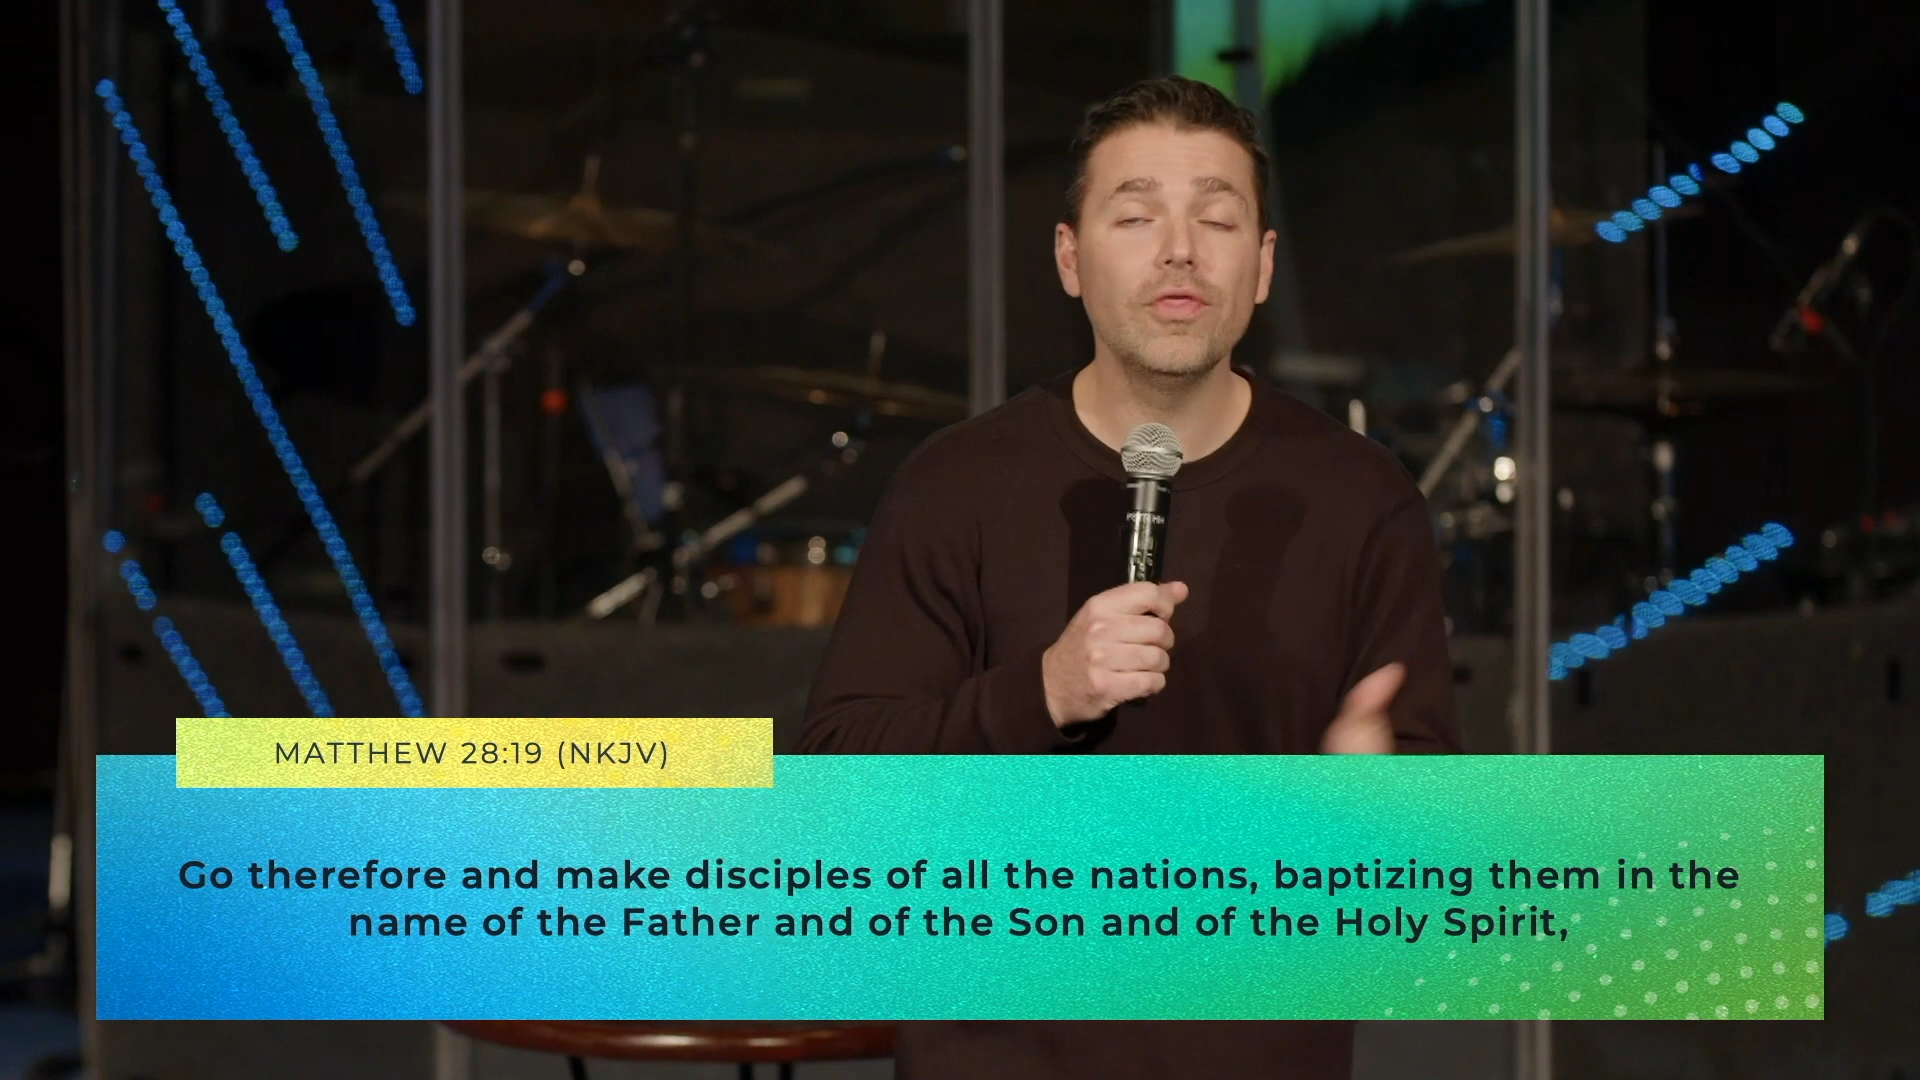 MATTHEW 28:19 (NKJV)
Go therefore and make disciples of all the nations, baptizing them in the
name of the Father and of the Son and of the Holy Spirit,